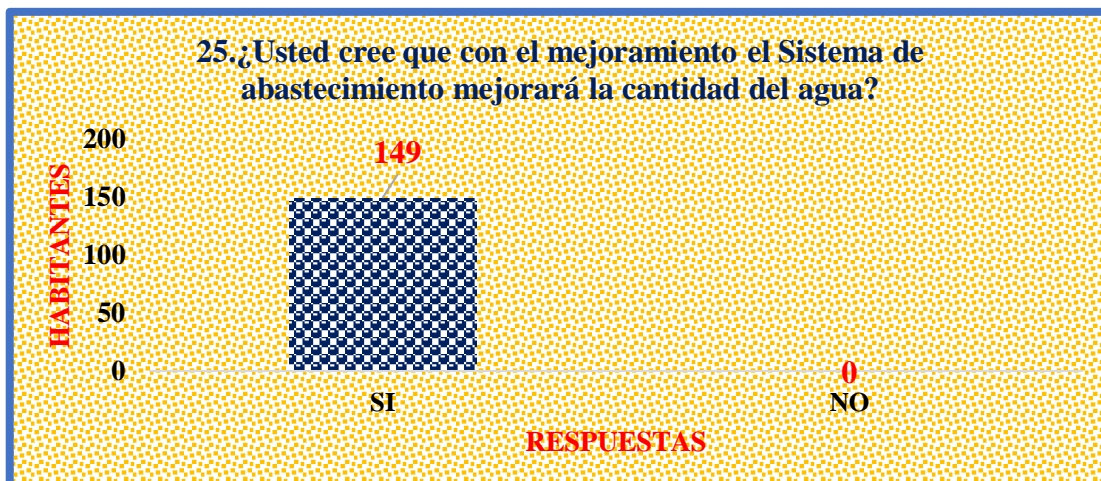 25.¿Usted cree que con el mejoramiento el Sistema de
abastecimiento mejorará la cantidad del agua?
200
150
100
50
0
HABITANTES
149
0
SI
NO
RESPUESTAS